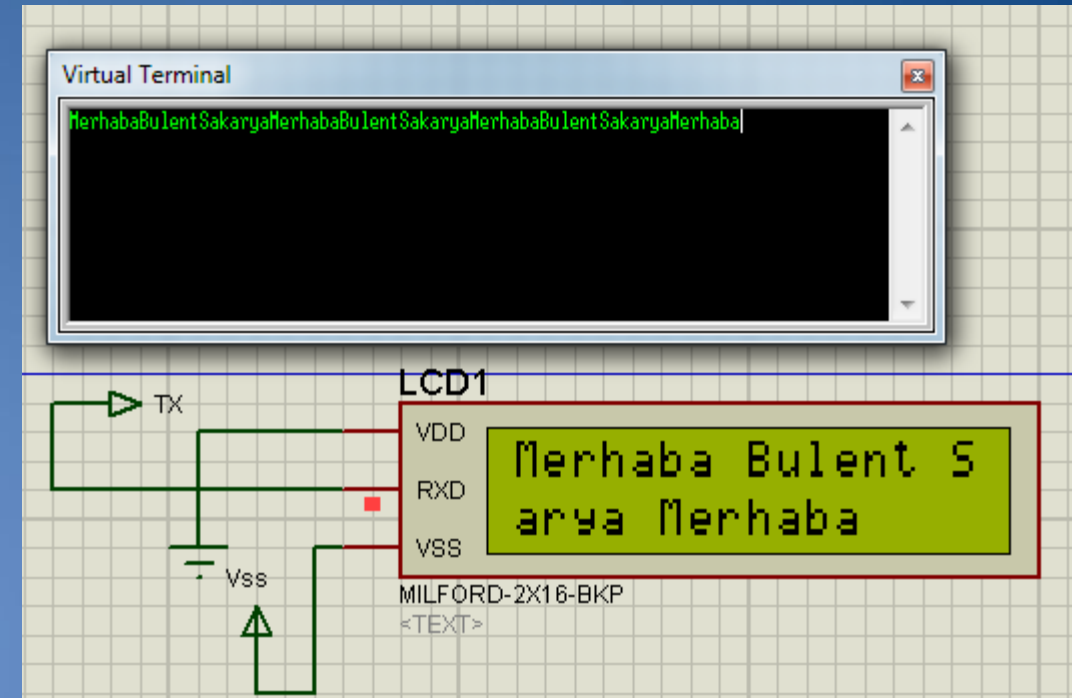 Virtual Terminal
MerhabaBulentSakaryaMerhabaBulentSakaryaMerhabaBulentSakaryaMerhaba
LCD1
TX
VDD
Merhaba Bulent S
RXD
arya Merhaba
VSS
Vss
MILFORD-2X16-BKP
<TEXT>